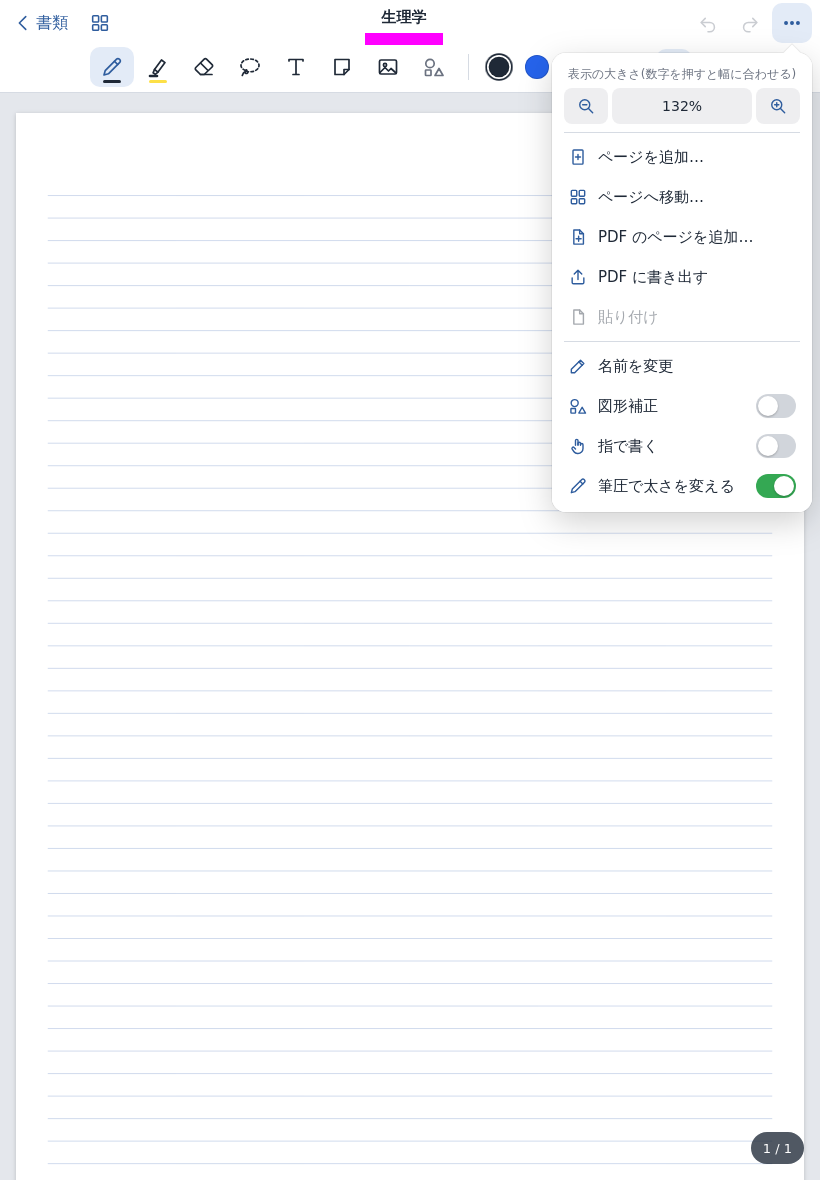 書類
生理学
表示の大きさ(数字を押すと幅に合わせる)
132%
ページを追加…
ページへ移動…
PDF のページを追加…
PDF に書き出す
貼り付け
名前を変更
図形補正
指で書く
筆圧で太さを変える
1 / 1